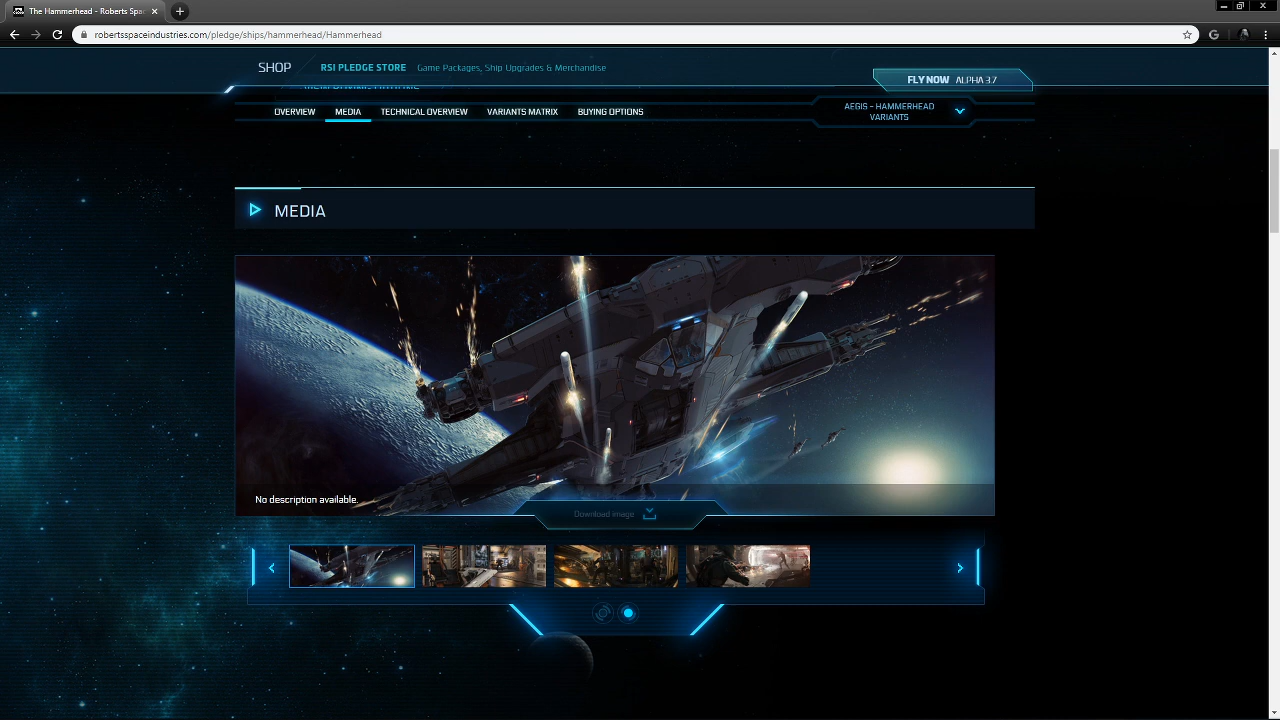 The Hammerhead - Roberts Spac
robertsspaceindustries.com/pledge/ships/hammerhead/Hammerhead
SHOP
RSI PLEDGE STORE Game Packages, Ship Upgrades & Merchandise
FLY NOW ALPHA 3.7
OVERVIEW MEDIA TECHNICAL OVERVIEW VARIANTS MATRIX BUYING OPTIONS
AEGIS - HAMMERHEAD
VARIANTS
MEDIA
No description available.
Download image